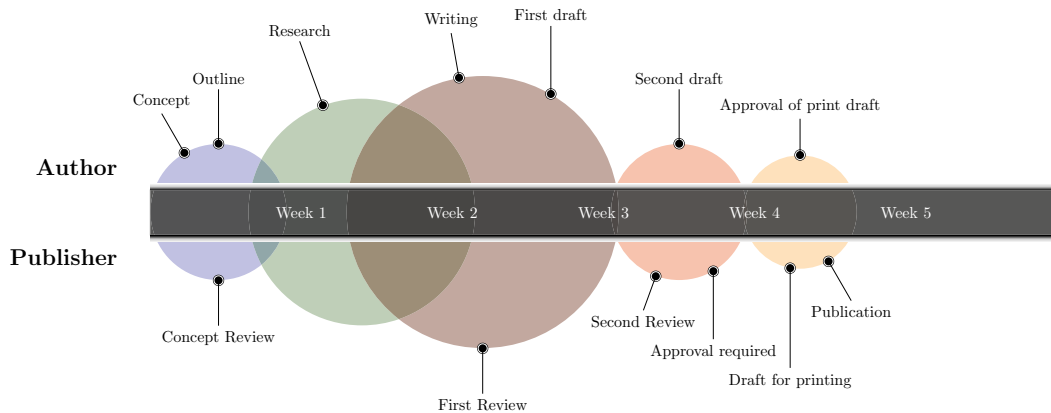 First draft
Writing
Research
Outline
Second draft
Concept
Approval of print draft
Author
Week 1
Week 2
Week 3
Week 4
Week 5
Publisher
Publication
Second Review
Concept Review
Approval required
Draft for printing
First Review